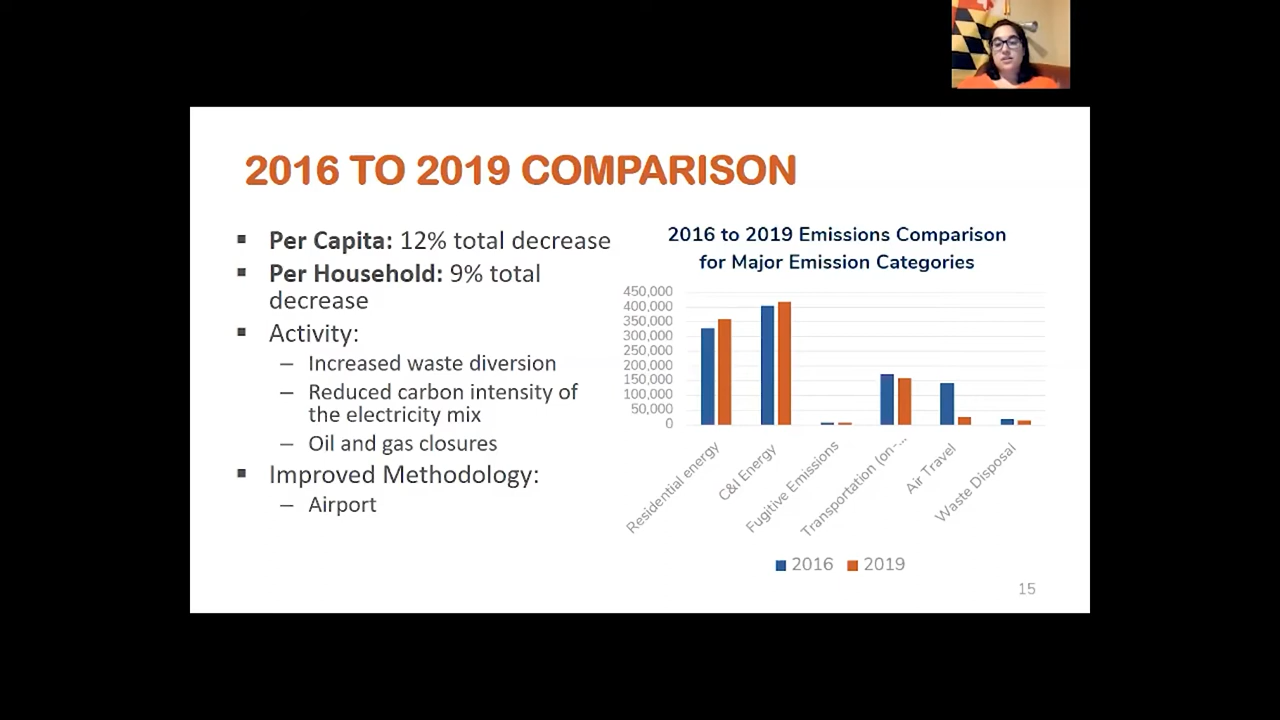 2016 TO 2019 COMPARISON
▪ Per Capita: 12% total decrease
▪ Per Household: 9% total
decrease
▪ Activity:
– Increased waste diversion
– Reduced carbon intensity of
the electricity mix
– Oil and gas closures
▪ Improved Methodology:
– Airport
2016 to 2019 Emissions Comparison
for Major Emission Categories
450,000
400,000
350,000
300,000
250,000
200,000
150,000
100,000
50,000
0
Residential energy
C&I Energy
Fugitive Emissions
Transportation (on-...
Air Travel
Waste Disposal
2016 2019
15